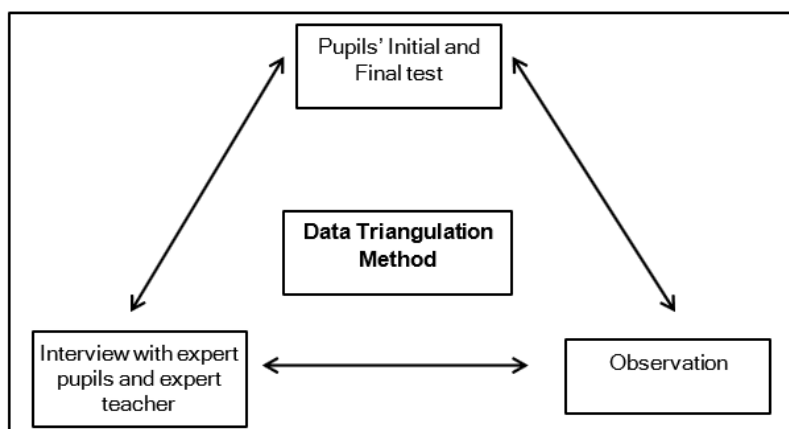 Pupils' Initial and
Final test
Data Triangulation
Method
Interview with expert
pupils and expert
teacher
Observation